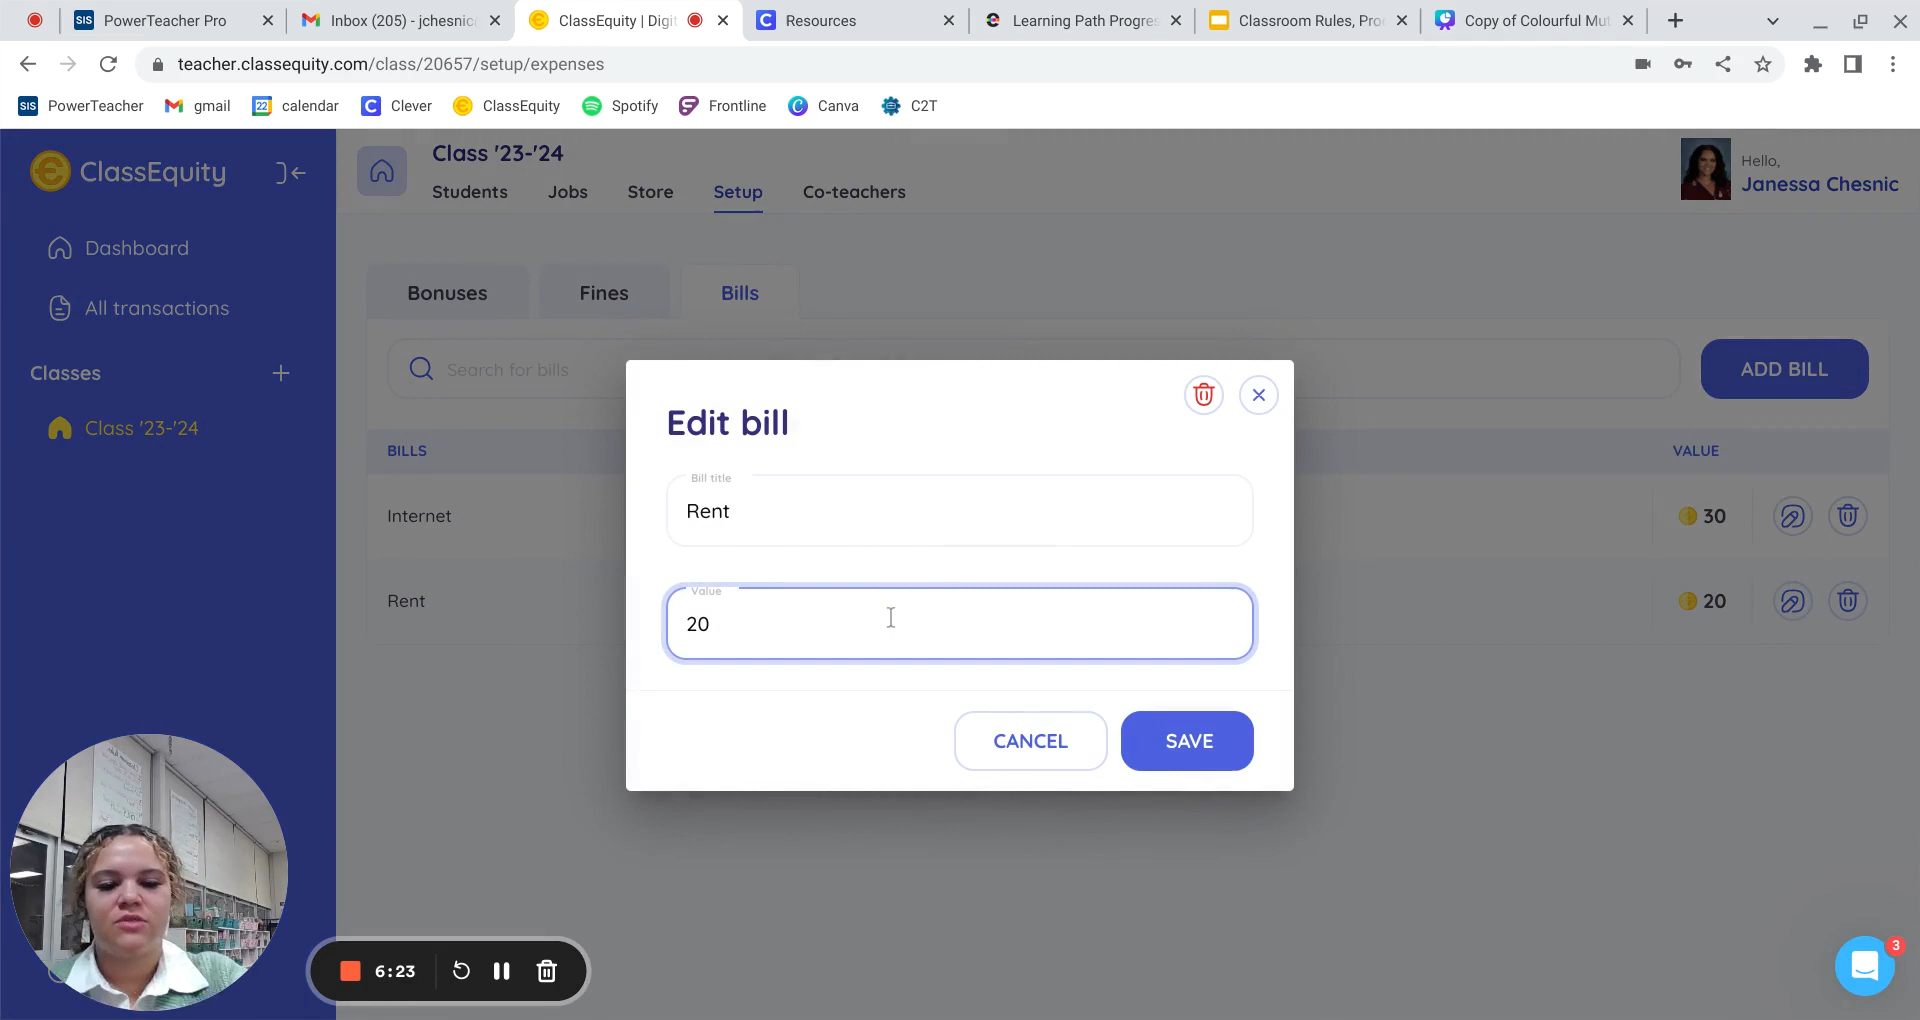 SIS PowerTeacher Pro
Inbox (205) - jchesnic
ClassEquity | Digit
Resources
Learning Path Progres
Classroom Rules, Pro
Copy of Colourful Mut
teacher.classequity.com/class/20657/setup/expenses
SIS PowerTeacher
gmail
22 calendar
C Clever
ClassEquity
Spotify
Frontline
Canva
C2T
ClassEquity
Class '23-'24
Students
Jobs
Store
Setup
Co-teachers
Hello,
Janessa Chesnic
Dashboard
All transactions
Classes
Class '23-'24
Bonuses
Fines
Bills
Search for bills
ADD BILL
BILLS
VALUE
Internet
30
Rent
20
Edit bill
Bill title
Rent
Value
20
CANCEL
SAVE
6:23
3